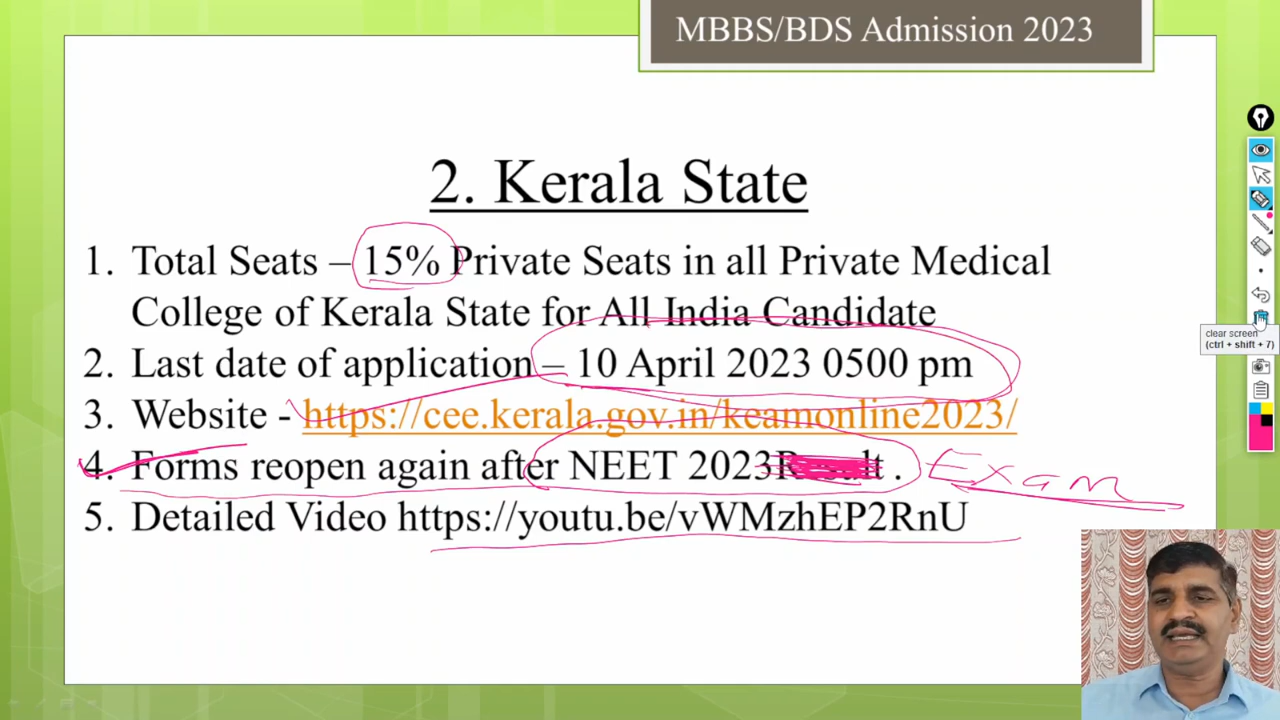 MBBS/BDS Admission 2023
2. Kerala State
1. Total Seats – 15% Private Seats in all Private Medical
College of Kerala State for All India Candidate
2. Last date of application – 10 April 2023 0500 pm
3. Website - https://cee.kerala.gov.in/keamonline2023/
4. Forms reopen again after NEET 2023 . Exam
5. Detailed Video https://youtu.be/vWMzhEP2RnU
clear screen
(ctrl + shift + 7)